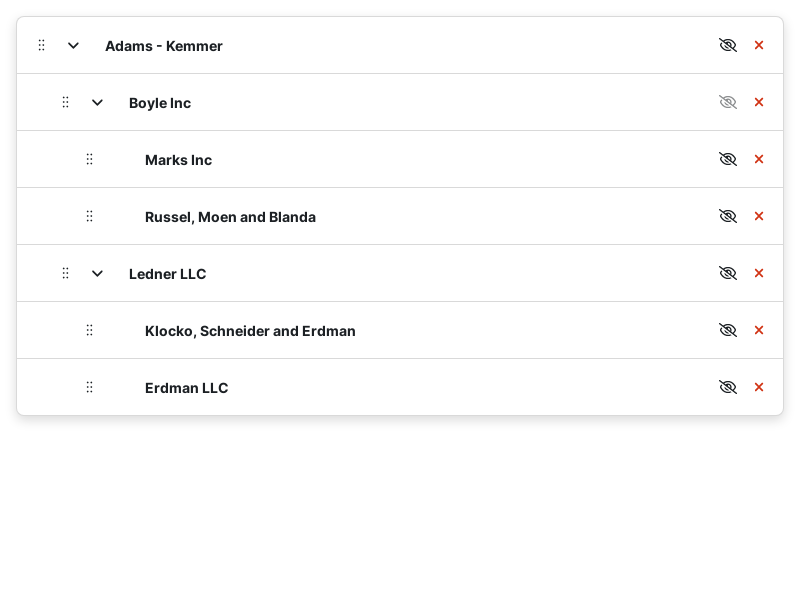 Adams - Kemmer
Boyle Inc
Marks Inc
Russel, Moen and Blanda
Ledner LLC
Klocko, Schneider and Erdman
Erdman LLC